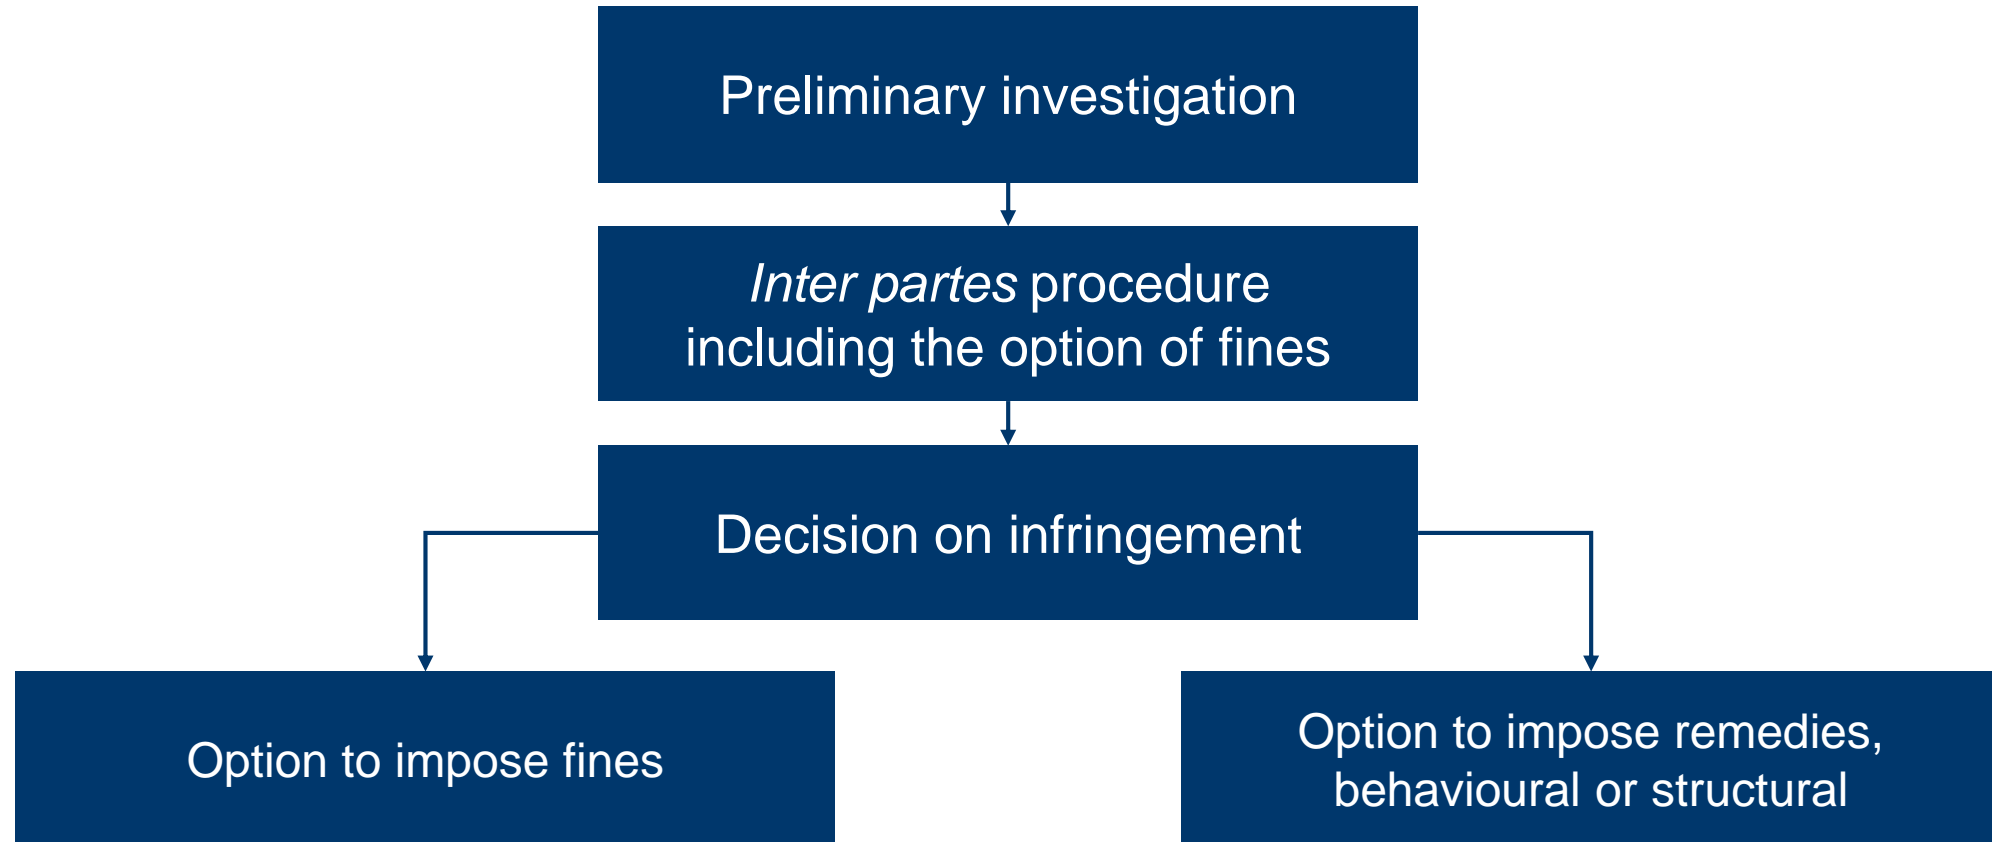 Preliminary investigation
Inter partes procedure
including the option of fines
Decision on infringement
Option to impose fines
Option to impose remedies,
behavioural or structural